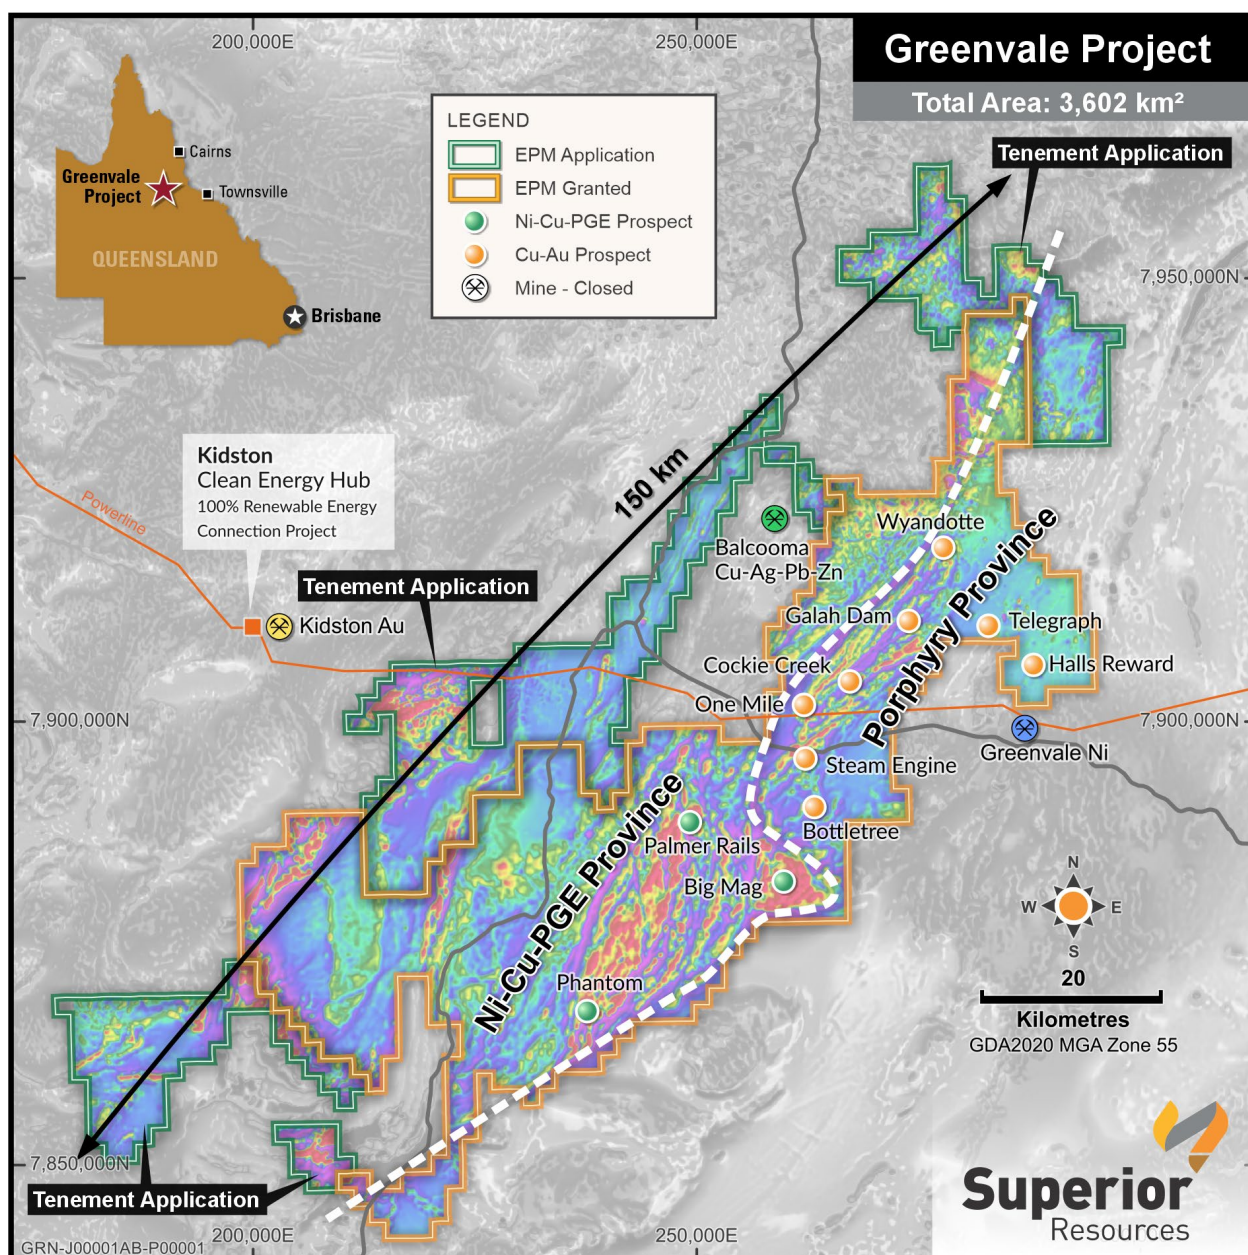 200,000E
250,000E
Greenvale Project
Total Area: 3,602 km²
LEGEND
EPM Application
EPM Granted
Ni-Cu-PGE Prospect
Cu-Au Prospect
Mine - Closed
Cairns
Townsville
Greenvale
Project
QUEENSLAND
Brisbane
Tenement Application
7,950,000N
150 km
Kidston
Clean Energy Hub
100% Renewable Energy
Connection Project
Powerline
Balcooma
Cu-Ag-Pb-Zn
Wyandotte
Tenement Application
Kidston Au
Galah Dam
Telegraph
Porphyry Province
Cockie Creek
Halls Reward
One Mile
7,900,000N
7,900,000N
Greenvale Ni
Steam Engine
Bottletree
Palmer Rails
Big Mag
Ni-Cu-PGE Province
Phantom
N
W
E
S
20
Kilometres
GDA2020 MGA Zone 55
7,850,000N
Tenement Application
Superior
Resources
200,000E
250,000E
GRN-J00001AB-P00001